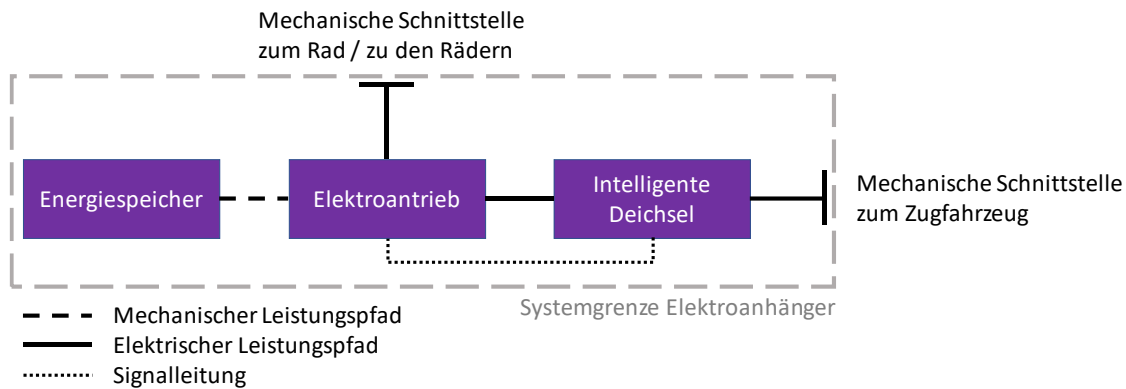 Mechanische Schnittstelle
zum Rad / zu den Rädern
Energiespeicher
Elektroantrieb
Intelligente
Deichsel
Mechanische Schnittstelle
zum Zugfahrzeug
Systemgrenze Elektroanhänger
Mechanischer Leistungspfad
Elektrischer Leistungspfad
Signalleitung